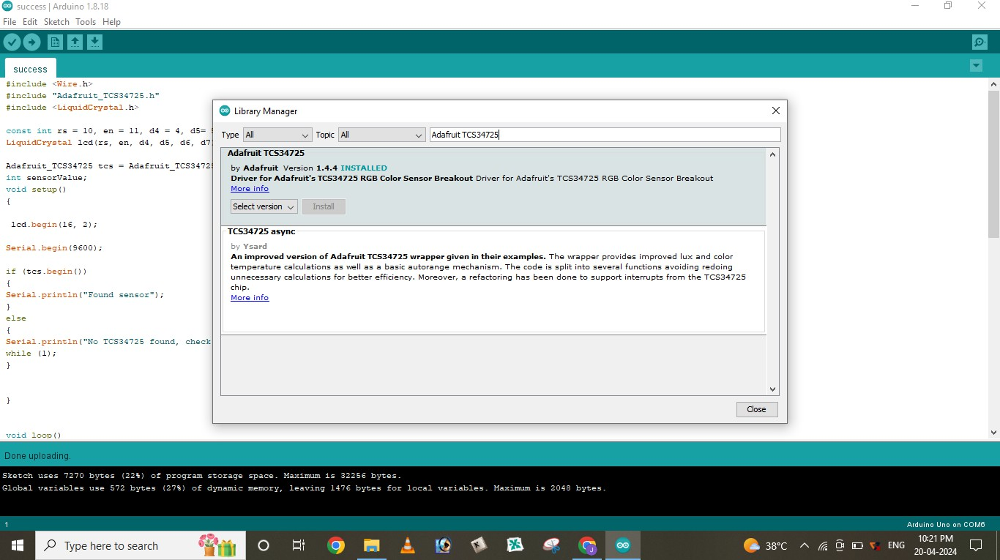 success | Arduino 1.8.18
File Edit Sketch Tools Help
success
#include <Wire.h>
#include "Adafruit_TCS34725.h"
#include <LiquidCrystal.h>
const int rs = 10, en = 11, d4 = 4, d5=
LiquidCrystal lcd(rs, en, d4, d5, d6, d7
Adafruit_TCS34725 tcs = Adafruit_TCS34725
int sensorValue;
void setup()
{
lcd.begin(16, 2);
Serial.begin(9600);
if (tcs.begin())
{
Serial.println("Found sensor");
}
else
{
Serial.println("No TCS34725 found, check
while (1);
}
}
void loop()
Library Manager
Type All Topic All Adafruit TCS34725
Adafruit TCS34725
by Adafruit Version 1.4.4 INSTALLED
Driver for Adafruit's TCS34725 RGB Color Sensor Breakout Driver for Adafruit's TCS34725 RGB Color Sensor Breakout
More info
Select version Install
TCS34725 async
by Ysard
An improved version of Adafruit TCS34725 wrapper given in their examples. The wrapper provides improved lux and color
temperature calculations as well as a basic autorange mechanism. The code is split into several functions avoiding redoing
unnecessary calculations for better efficiency. Moreover, a refactoring has been done to support interrupts from the TCS34725
chip.
More info
Close
Done uploading.
Sketch uses 7270 bytes (22%) of program storage space. Maximum is 32256 bytes.
Global variables use 572 bytes (27%) of dynamic memory, leaving 1476 bytes for local variables. Maximum is 2048 bytes.
1 Arduino Uno on COM6
Type here to search
38°C
ENG
10:21 PM
20-04-2024